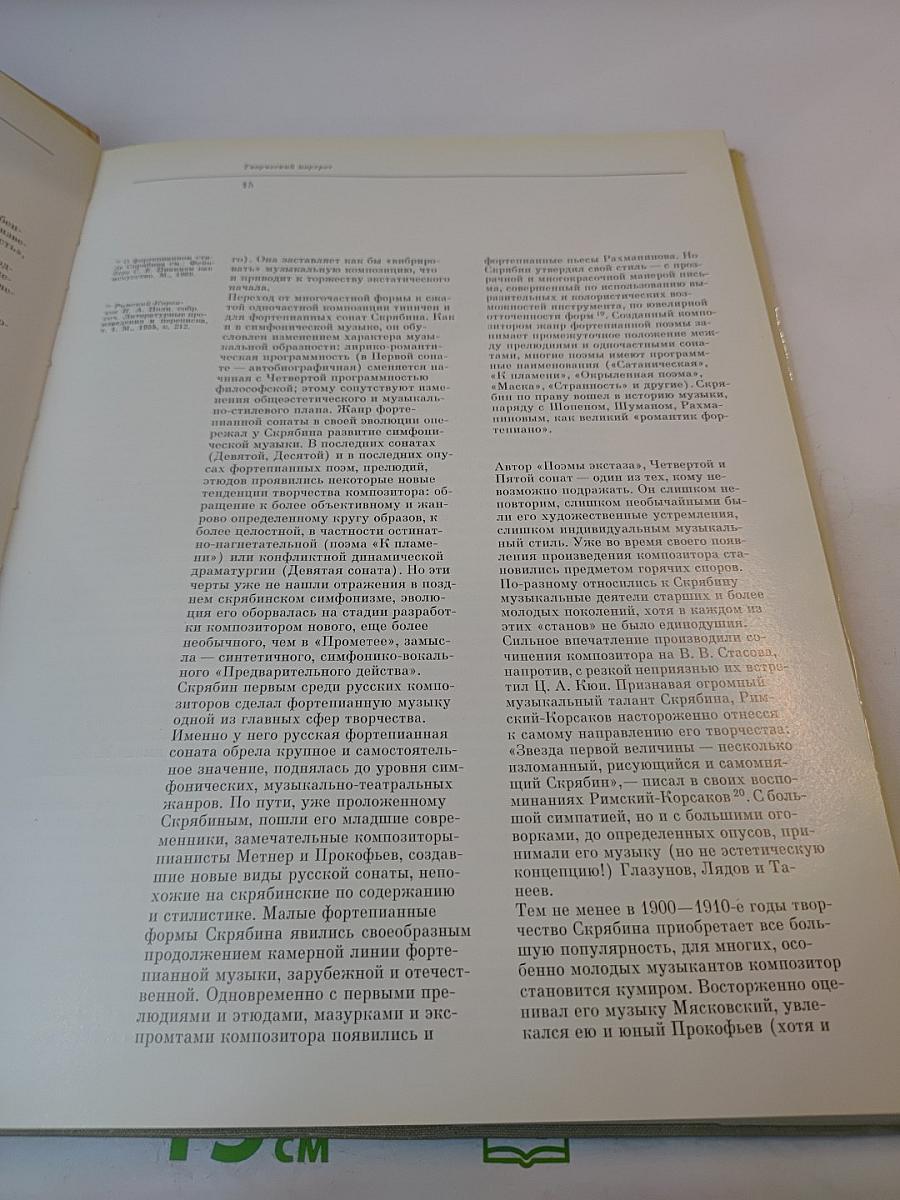 Творческий портрет
го). Она заставляет как бы «вибриро-
вать» музыкальную композицию, что
и приводит к торжеству экстатического
начала.
Переход от многочастной формы к сжа-
той одночастной композиции типичен и
для фортепианных сонат Скрябина. Как
и в симфонической музыке, он обу-
словлен изменением характера музы-
кальной образности: лирико-романти-
ческая программность (в Первой сона-
те — автобиографичная) сменяется на-
чиная с Четвертой программностью
философской; этому сопутствуют изме-
нения общеэстетического и музыкаль-
но-стилевого плана. Жанр форте-
пианной сонаты в своей эволюции опе-
режал у Скрябина развитие симфони-
ческой музыки. В последних сонатах
(Девятой, Десятой) и в последних опу-
сах фортепианных поэм, прелюдий,
этюдов проявились некоторые новые
тенденции творчества композитора: об-
ращение к более объективному и жан-
рово определенному кругу образов, к
более целостной, в частности остинат-
но-нагнетательной (поэма «К пламе-
ни») или конфликтной динамической
драматургии (Девятая соната). Но эти
черты уже не нашли отражения в позд-
нем скрябинском симфонизме, эволю-
ция его оборвалась на стадии разработ-
ки композитором нового, еще более
необычного, чем в «Прометее», замыс-
ла — синтетичного, симфонико-вокаль-
ного «Предварительного действа».
Скрябин первым среди русских компо-
зиторов сделал фортепианную музыку
одной из главных сфер творчества.
Именно у него русская фортепианная
соната обрела крупное и самостоятель-
ное значение, поднялась до уровня сим-
фонических, музыкально-театральных
жанров. По пути, уже проложенному
Скрябиным, пошли его младшие совре-
менники, замечательные композиторы-
пианисты Метнер и Прокофьев, создав-
шие новые виды русской сонаты, непо-
хожие на скрябинские по содержанию
и стилистике. Малые фортепианные
формы Скрябина явились своеобразным
продолжением камерной линии форте-
пианной музыки, зарубежной и отечест-
венной. Одновременно с первыми пре-
людиями и этюдами, мазурками и экс-
промтами композитора появились и
фортепианные пьесы Рахманинова. Но
Скрябин утвердил свой стиль — с проз-
рачной и многокрасочной манерой пись-
ма, совершенный по использованию вы-
разительных и колористических воз-
можностей инструмента, по ювелирной
отточенности форм 19. Созданный компо-
зитором жанр фортепианной поэмы за-
нимает промежуточное положение меж-
ду прелюдиями и одночастными сона-
тами, многие поэмы имеют программ-
ные наименования («Сатаническая»,
«К пламени», «Окрыленная поэма»,
«Маска», «Странность» и другие). Скря-
бин по праву вошел в историю музыки,
наряду с Шопеном, Шуманом, Рахма-
ниновым, как великий «романтик фор-
тепиано».
Автор «Поэмы экстаза», Четвертой и
Пятой сонат — один из тех, кому не-
возможно подражать. Он слишком не-
повторим, слишком необычайными бы-
ли его художественные устремления,
слишком индивидуальным музыкаль-
ный стиль. Уже во время своего появ-
ления произведения композитора ста-
новились предметом горячих споров.
По-разному относились к Скрябину
музыкальные деятели старших и более
молодых поколений, хотя в каждом из
этих «станов» не было единодушия.
Сильное впечатление производили со-
чинения композитора на В. В. Стасова,
напротив, с резкой неприязнью их встре-
тил Ц. А. Кюи. Признавая огромный
музыкальный талант Скрябина, Рим-
ский-Корсаков настороженно отнесся
к самому направлению его творчества:
«Звезда первой величины — несколько
изломанный, рисующийся и самомня-
щий Скрябин»,— писал в своих воспо-
минаниях Римский-Корсаков 20. С боль-
шой симпатией, но и с большими ого-
ворками, до определенных опусов, при-
нимали его музыку (но не эстетическую
концепцию!) Глазунов, Лядов и Та-
неев.
Тем не менее в 1900—1910-е годы твор-
чество Скрябина приобретает все боль-
шую популярность, для многих, осо-
бенно молодых музыкантов композитор
становится кумиром. Восторженно оце-
нивал его музыку Мясковский, увле-
кался ею и юный Прокофьев (хотя и
15 см